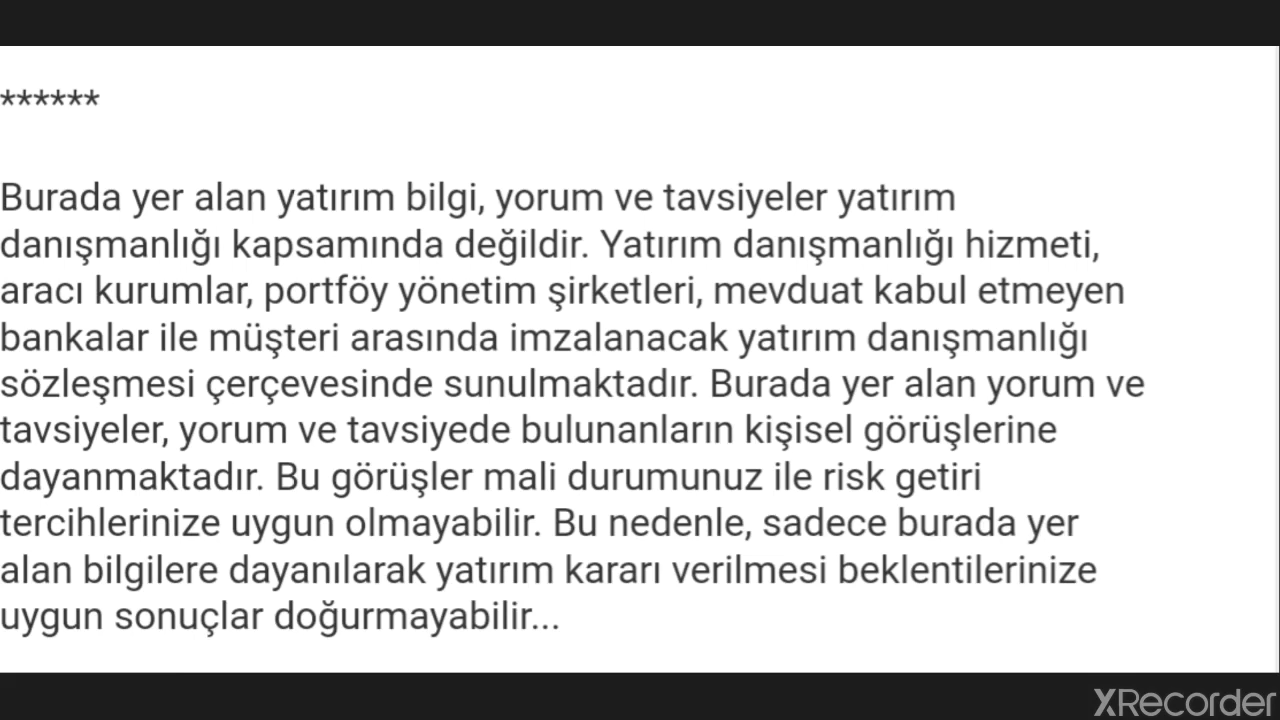 ******
Burada yer alan yatırım bilgi, yorum ve tavsiyeler yatırım
danışmanlığı kapsamında değildir. Yatırım danışmanlığı hizmeti,
aracı kurumlar, portföy yönetim şirketleri, mevduat kabul etmeyen
bankalar ile müşteri arasında imzalanacak yatırım danışmanlığı
sözleşmesi çerçevesinde sunulmaktadır. Burada yer alan yorum ve
tavsiyeler, yorum ve tavsiyede bulunanların kişisel görüşlerine
dayanmaktadır. Bu görüşler mali durumunuz ile risk getiri
tercihlerinize uygun olmayabilir. Bu nedenle, sadece burada yer
alan bilgilere dayanılarak yatırım kararı verilmesi beklentilerinize
uygun sonuçlar doğurmayabilir...
XRecorder